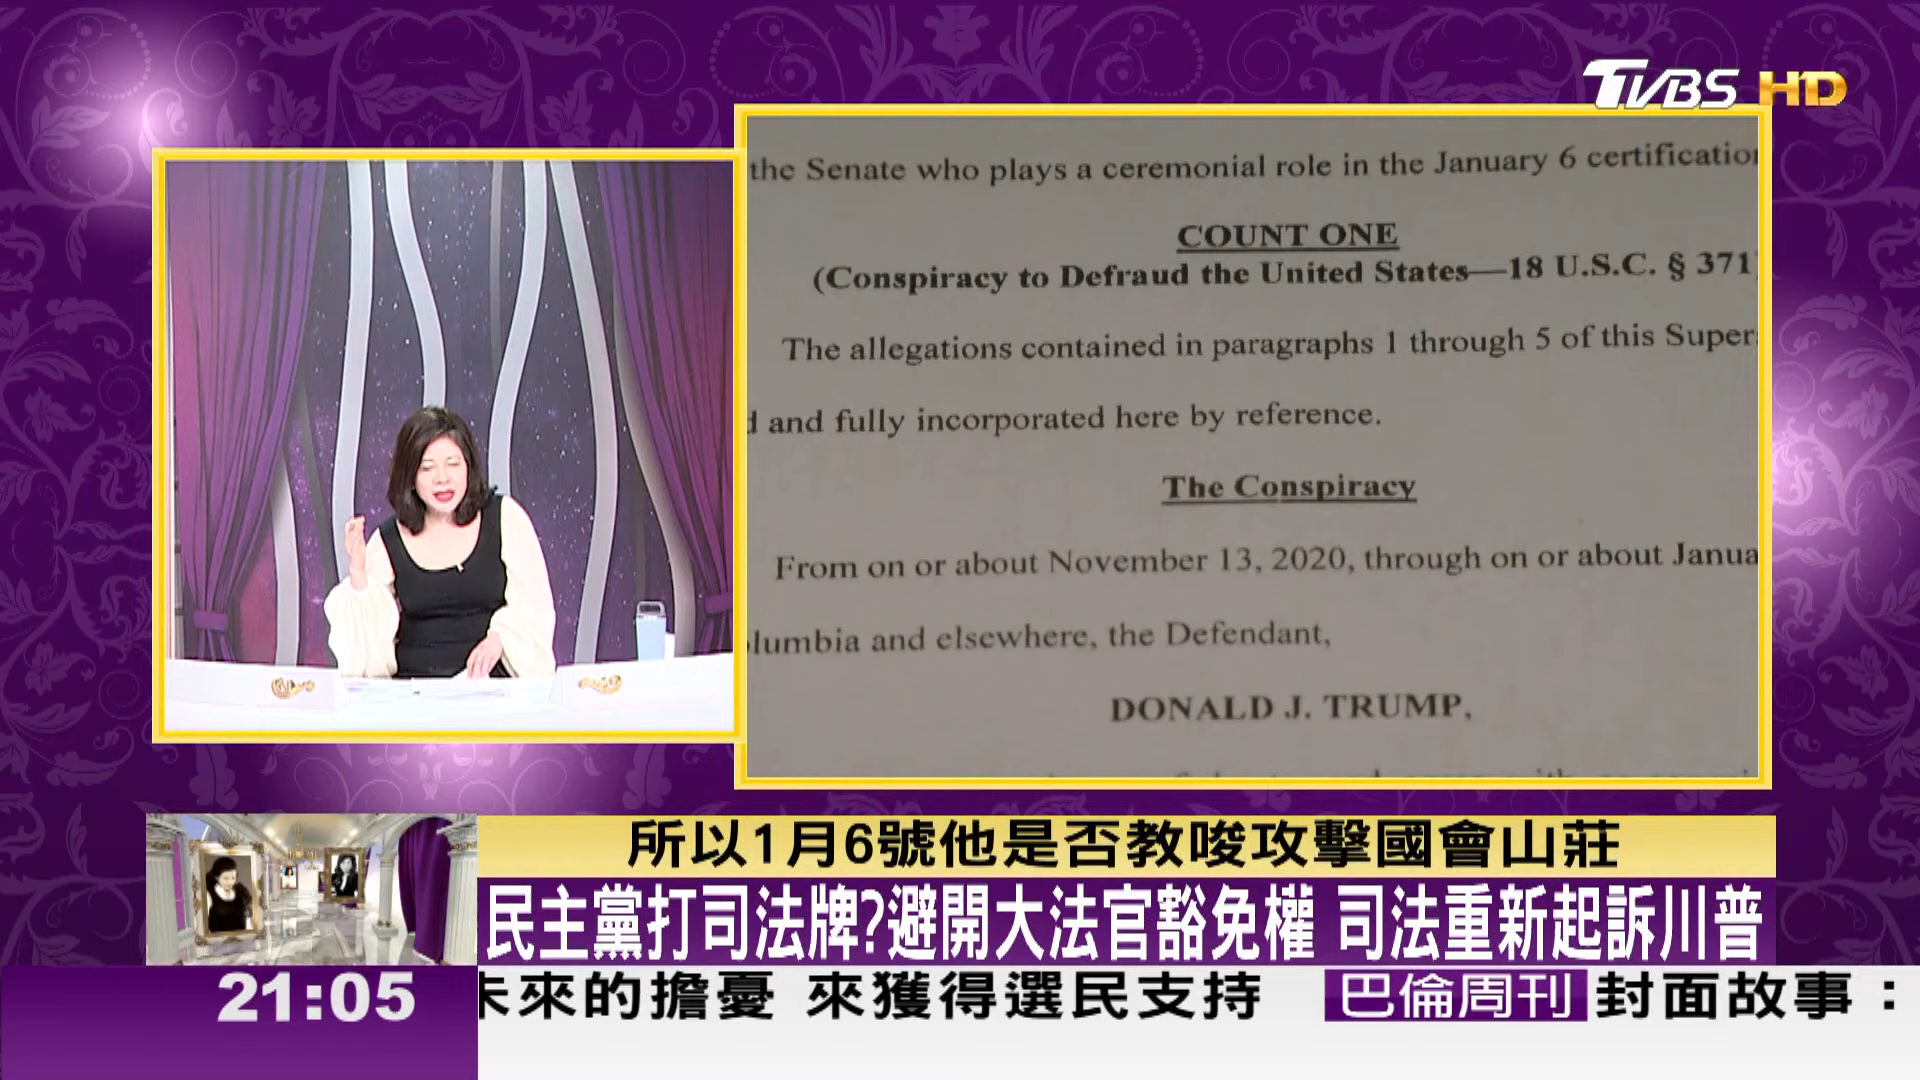 TVBS HD
the Senate who plays a ceremonial role in the January 6 certification
COUNT ONE
(Conspiracy to Defraud the United States—18 U.S.C. § 371)
The allegations contained in paragraphs 1 through 5 of this Super
and fully incorporated here by reference.
The Conspiracy
From on or about November 13, 2020, through on or about Janua
lumbia and elsewhere, the Defendant,
DONALD J. TRUMP,
所以1月6號他是否教唆攻擊國會山莊
民主黨打司法牌?避開大法官豁免權 司法重新起訴川普
21:05
未來的擔憂 來獲得選民支持 巴倫周刊 封面故事：